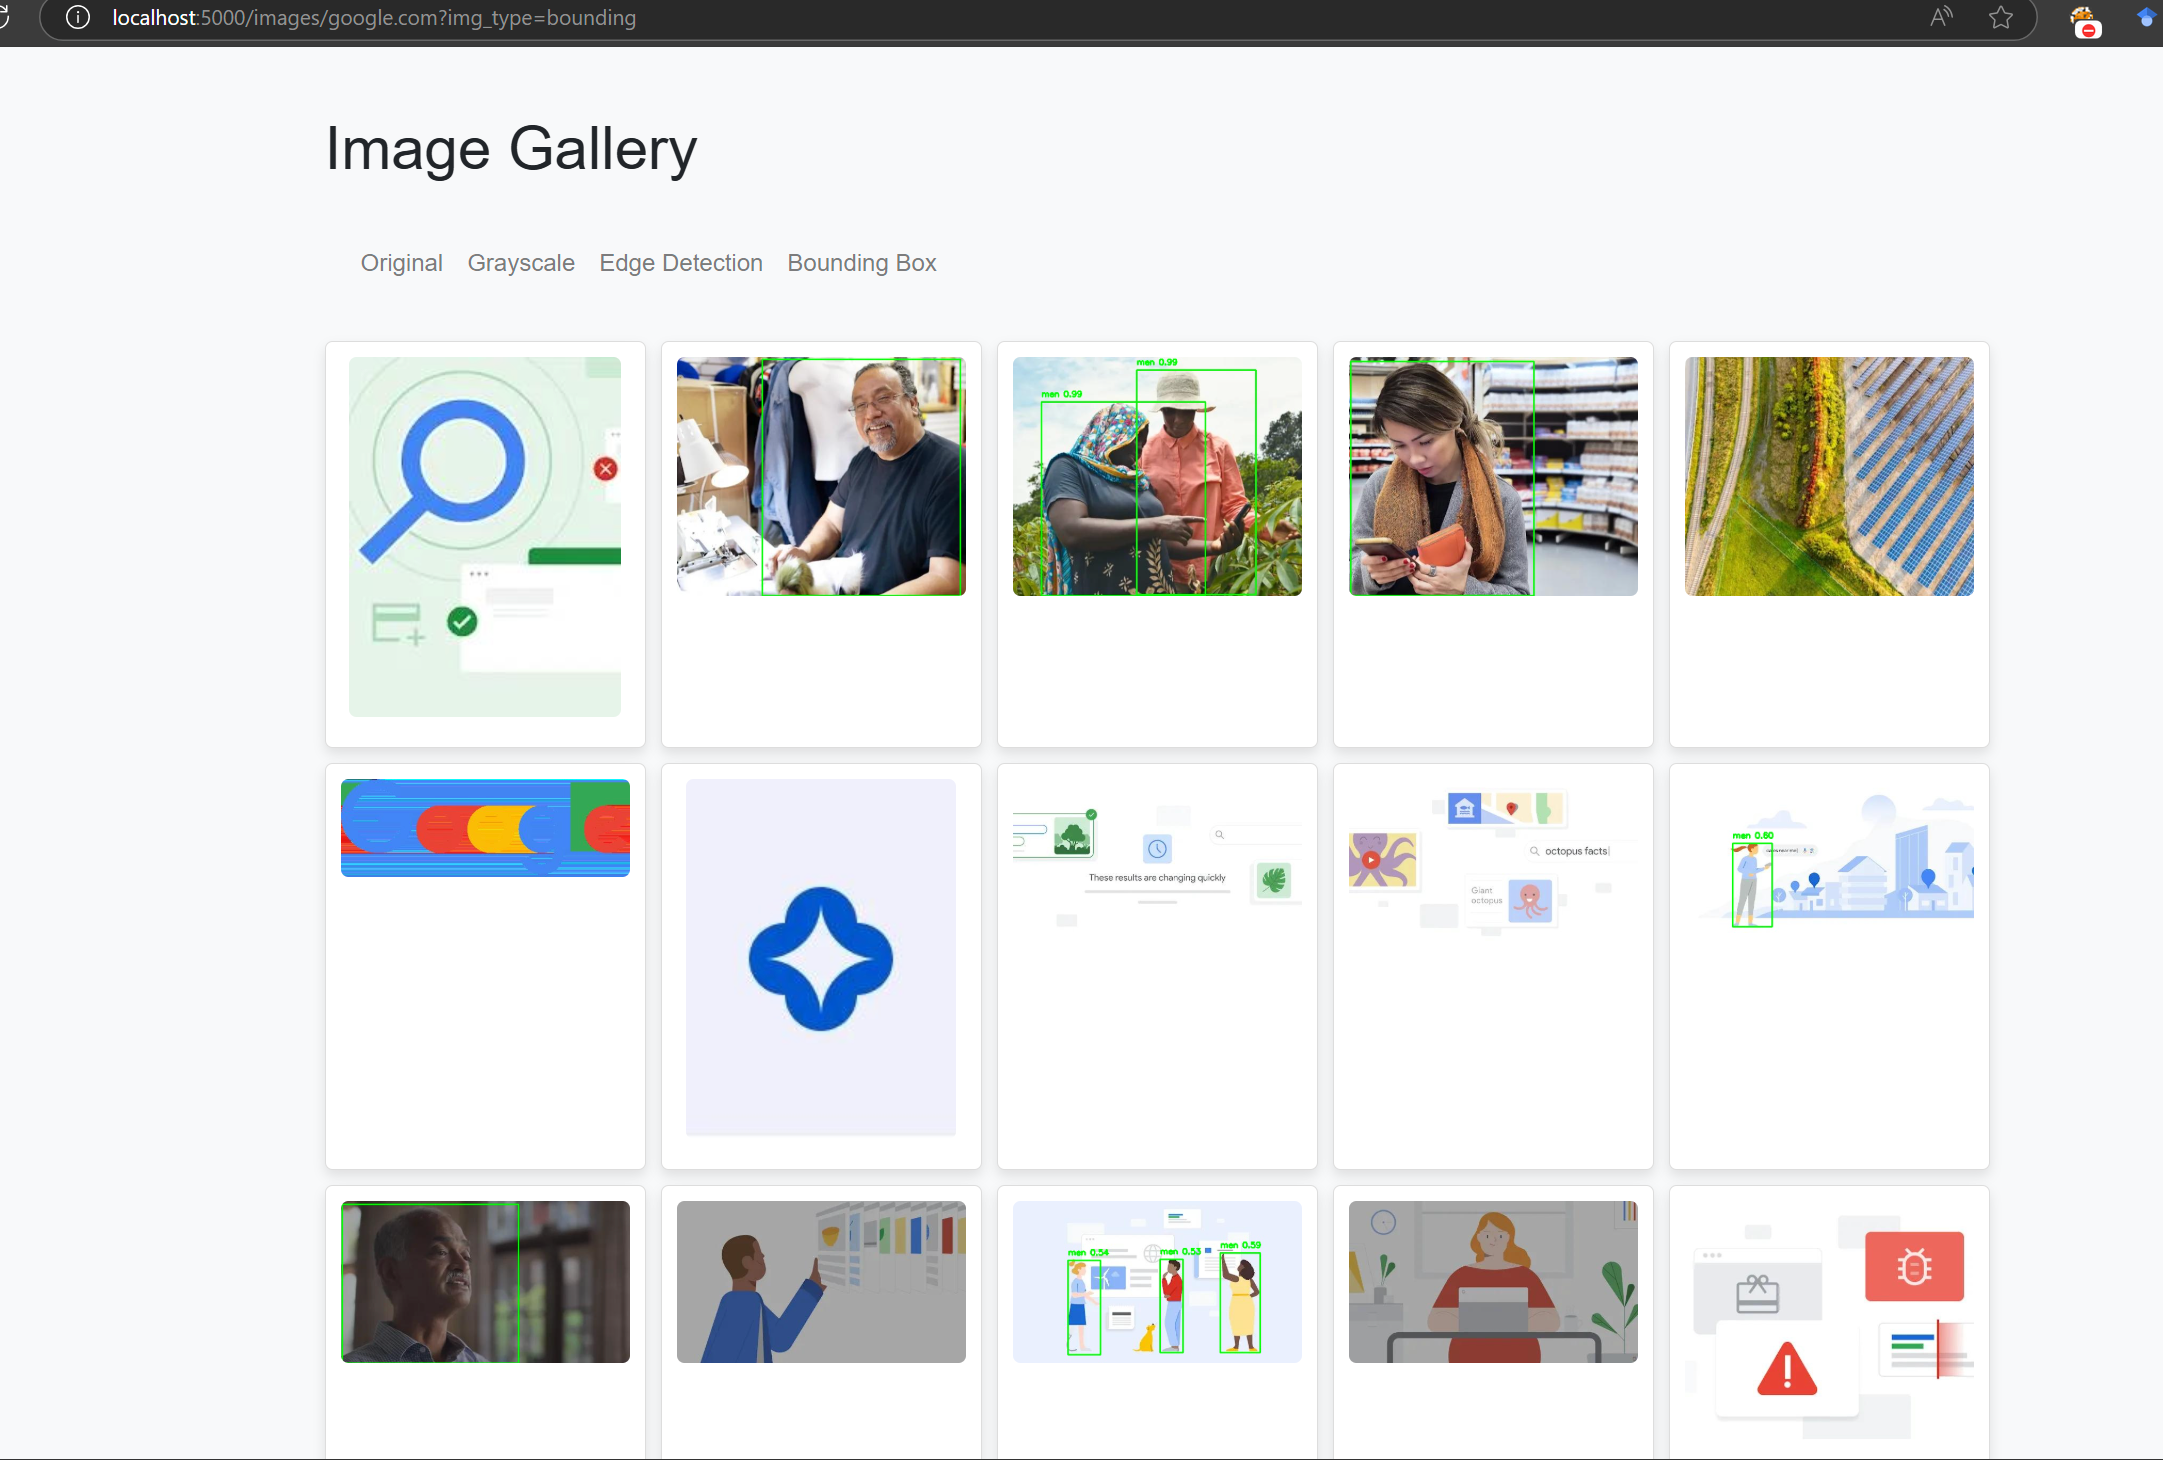 localhost:5000/images/google.com?img_type=bounding
Image Gallery
Original Grayscale Edge Detection Bounding Box
man 0.99
man 0.99
These results are changing quickly
octopus facts
Giant
octopus
man 0.60
man 0.54
man 0.53
man 0.59